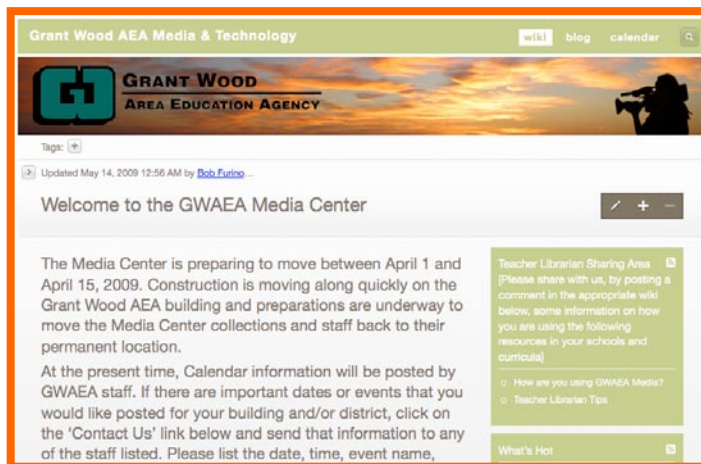 Grant Wood AEA Media & Technology
wiki blog calendar
GRANT WOOD
AREA EDUCATION AGENCY
Tags: +
Updated May 14, 2009 12:56 AM by Bob Furino...
Welcome to the GWAEA Media Center
The Media Center is preparing to move between April 1 and
April 15, 2009. Construction is moving along quickly on the
Grant Wood AEA building and preparations are underway to
move the Media Center collections and staff back to their
permanent location.
At the present time, Calendar information will be posted by
GWAEA staff. If there are important dates or events that you
would like posted for your building and/or district, click on
the 'Contact Us' link below and send that information to any
of the staff listed. Please list the date, time, event name,
Teacher Librarian Sharing Area
[Please share with us, by posting a
comment in the appropriate wiki
below, some information on how
you are using the following
resources in your schools and
curricula]
How are you using GWAEA Media?
Teacher Librarian Tips
What's Hot